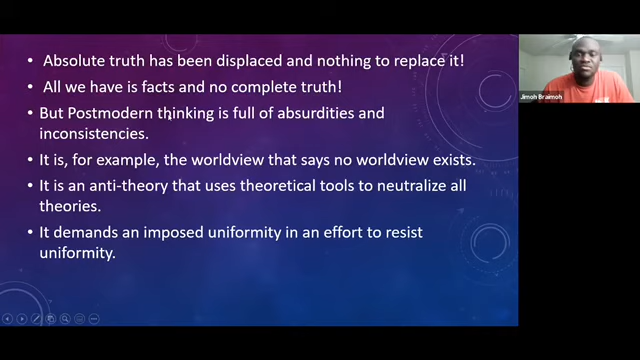 • Absolute truth has been displaced and nothing to replace it!
• All we have is facts and no complete truth!
• But Postmodern thinking is full of absurdities and
inconsistencies.
• It is, for example, the worldview that says no worldview exists.
• It is an anti-theory that uses theoretical tools to neutralize all
theories.
• It demands an imposed uniformity in an effort to resist
uniformity.
Jimoh Braimoh